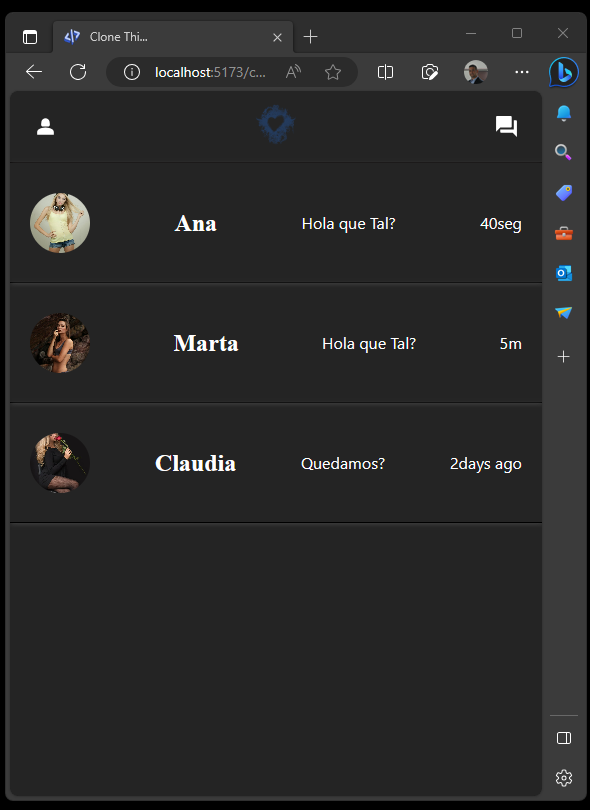 Clone Thi...
localhost:5173/c...
Ana
Hola que Tal?
40seg
Marta
Hola que Tal?
5m
Claudia
Quedamos?
2days ago